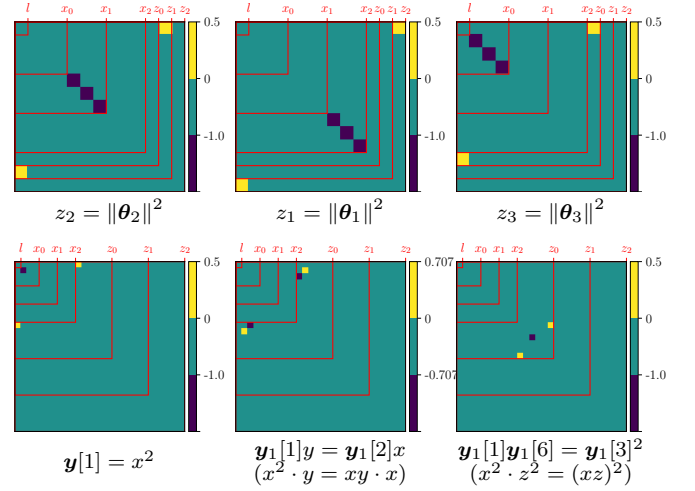 l x₀ x₁ x₂ z₀ z₁ z₂
0.5
0
-1.0
z₂ = ‖θ₂‖²
l x₀ x₁ x₂ z₀ z₁ z₂
0.5
0
-1.0
z₁ = ‖θ₁‖²
l x₀ x₁ x₂ z₀ z₁ z₂
0.5
0
-1.0
z₃ = ‖θ₃‖²
l x₀ x₁ x₂ z₀ z₁ z₂
0.5
0
-1.0
y[1] = x²
l x₀ x₁ x₂ z₀ z₁ z₂
0.707
0
-0.707
y₁[1]y = y₁[2]x
(x² · y = xy · x)
l x₀ x₁ x₂ z₀ z₁ z₂
0.5
0
-1.0
y₁[1]y₁[6] = y₁[3]²
(x² · z² = (xz)²)